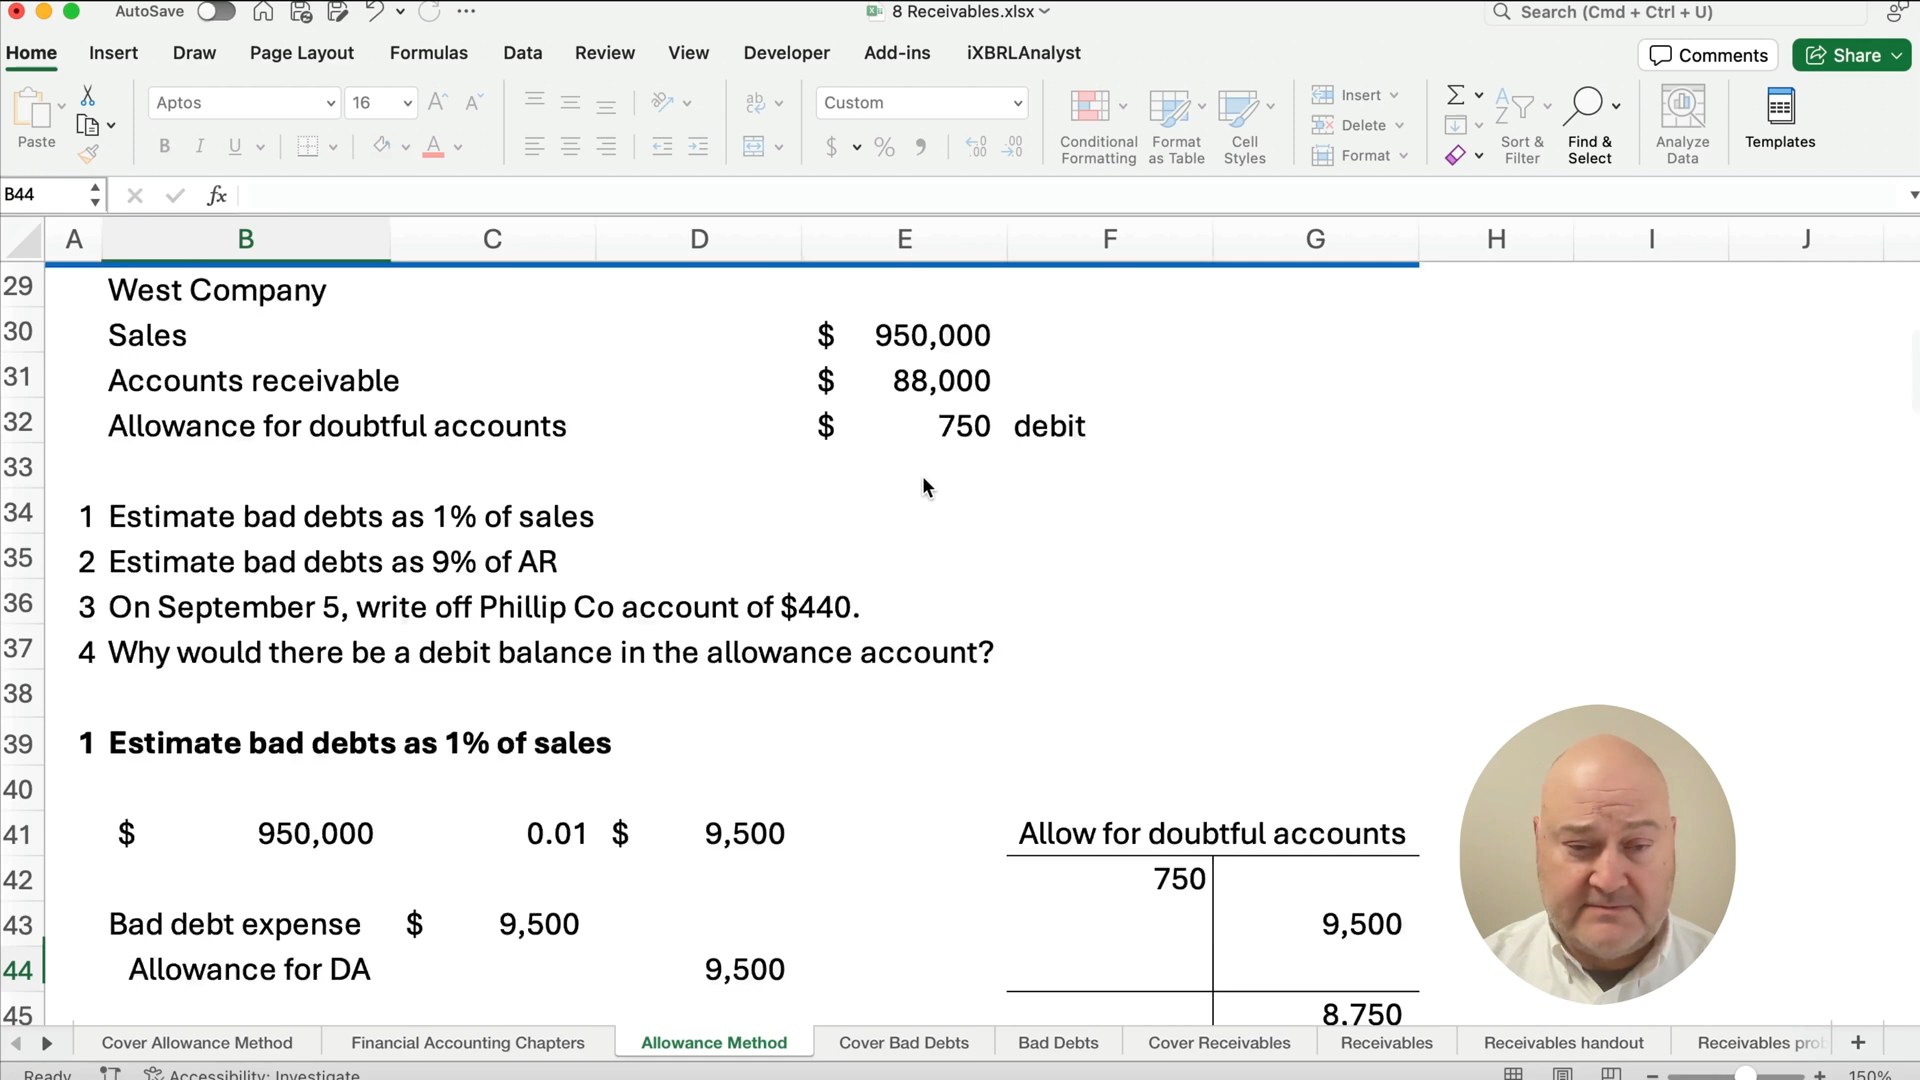 AutoSave
8 Receivables.xlsx
Search (Cmd + Ctrl + U)
Home Insert Draw Page Layout Formulas Data Review View Developer Add-ins iXBRLAnalyst
Comments Share
Paste
Aptos 16
B I U A
Custom
$ %
Conditional Formatting
Format as Table
Cell Styles
Insert
Delete
Format
Sort & Filter
Find & Select
Analyze Data
Templates
B44 fx
A B C D E F G H I J
29 West Company
30 Sales $ 950,000
31 Accounts receivable $ 88,000
32 Allowance for doubtful accounts $ 750 debit
33
34 1 Estimate bad debts as 1% of sales
35 2 Estimate bad debts as 9% of AR
36 3 On September 5, write off Phillip Co account of $440.
37 4 Why would there be a debit balance in the allowance account?
38
39 1 Estimate bad debts as 1% of sales
40
41 $ 950,000 0.01 $ 9,500 Allow for doubtful accounts
42 750
43 Bad debt expense $ 9,500 9,500
44 Allowance for DA 9,500
45 8,750
Cover Allowance Method Financial Accounting Chapters Allowance Method Cover Bad Debts Bad Debts Cover Receivables Receivables Receivables handout Receivables prob
Ready Accessibility: Investigate 150%